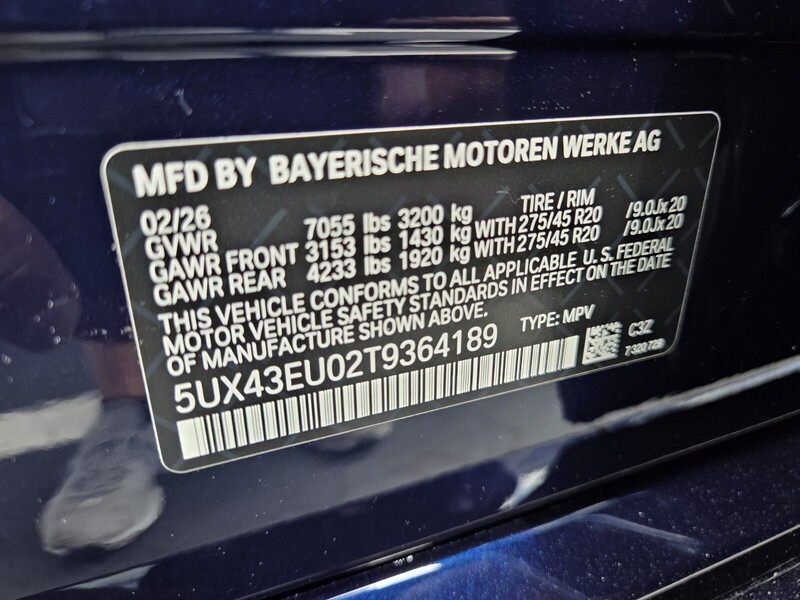 MFD BY BAYERISCHE MOTOREN WERKE AG
02/26 TIRE / RIM
GVWR 7055 lbs 3200 kg
GAWR FRONT 3153 lbs 1430 kg WITH 275/45 R20 /9.0Jx20
GAWR REAR 4233 lbs 1920 kg WITH 275/45 R20 /9.0Jx20
THIS VEHICLE CONFORMS TO ALL APPLICABLE U.S. FEDERAL
MOTOR VEHICLE SAFETY STANDARDS IN EFFECT ON THE DATE
OF MANUFACTURE SHOWN ABOVE.
5UX43EU02T9364189 TYPE: MPV
C3Z
7320729